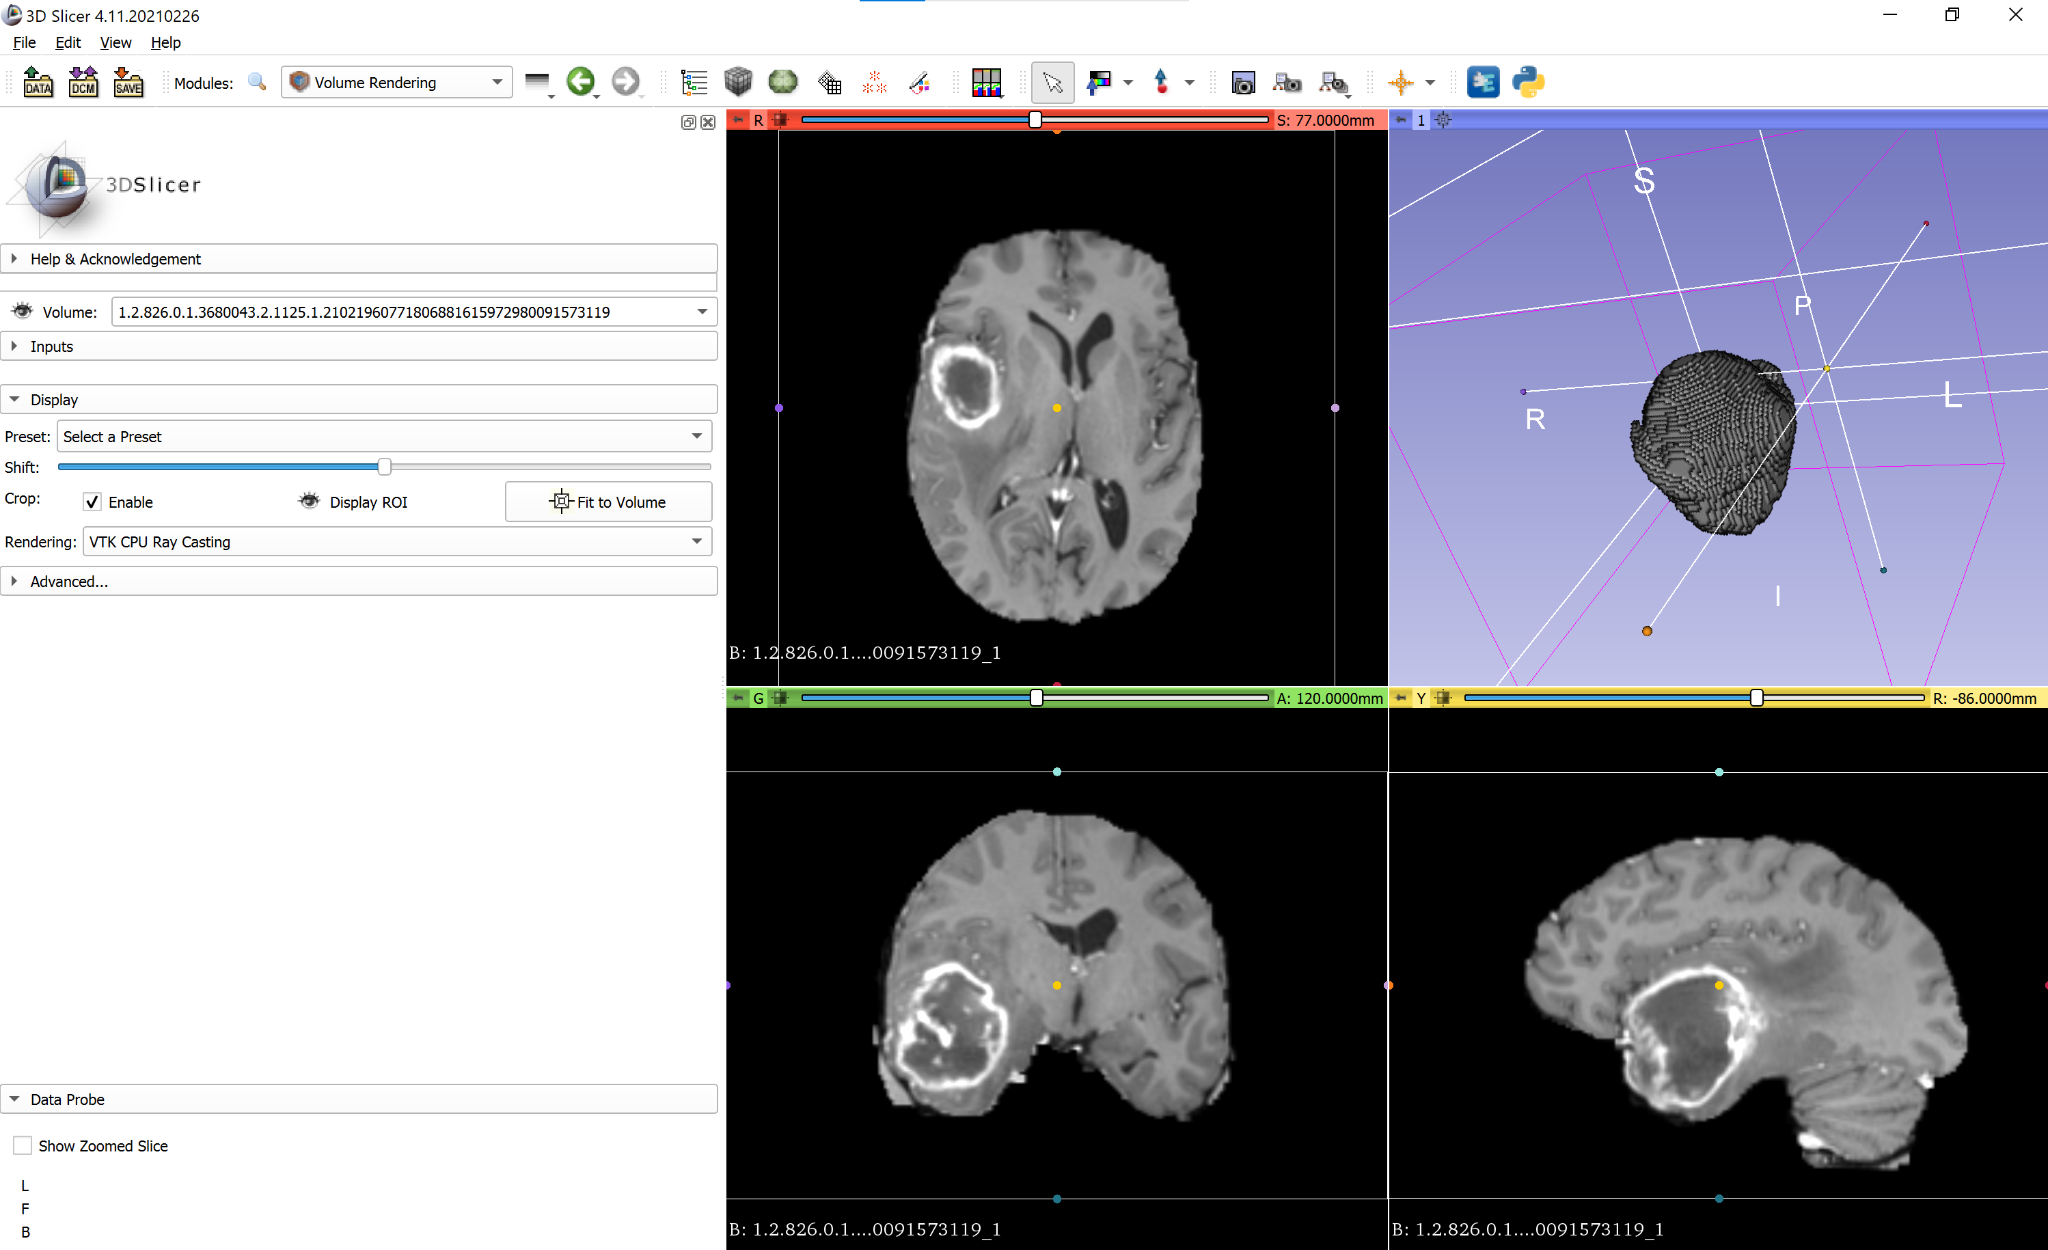 3D Slicer 4.11.20210226
File Edit View Help
DATA DCM SAVE Modules: Volume Rendering
3DSlicer
Help & Acknowledgement
Volume: 1.2.826.0.1.3680043.2.1125.1.21021960771806881615972980091573119
Inputs
Display
Preset: Select a Preset
Shift:
Crop: Enable Display ROI Fit to Volume
Rendering: VTK CPU Ray Casting
Advanced...
Data Probe
Show Zoomed Slice
L
F
B
R S: 77.0000mm
B: 1.2.826.0.1....0091573119_1
1
S
P
R
L
I
G A: 120.0000mm
B: 1.2.826.0.1....0091573119_1
Y R: -86.0000mm
B: 1.2.826.0.1....0091573119_1